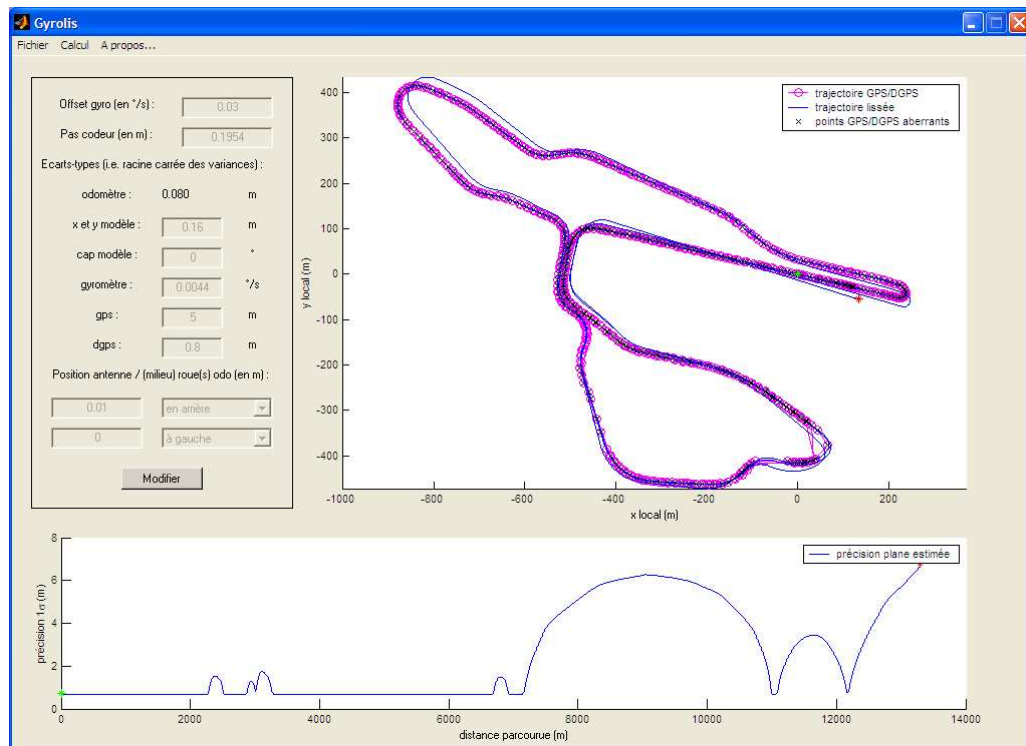 Gyrolis
Fichier Calcul A propos...
Offset gyro (en °/s) : 0.03
Pas codeur (en m) : 0.1954
Ecarts-types (i.e. racine carrée des variances) :
odomètre : 0.080 m
x et y modèle : 0.16 m
cap modèle : 0 °
gyromètre : 0.0044 °/s
gps : 5 m
dgps : 0.8 m
Position antenne / (milieu) roue(s) odo (en m) :
0.01 en arrière
0 à gauche
Modifier
trajectoire GPS/DGPS
trajectoire lissée
points GPS/DGPS aberrants
400
300
200
100
0
-100
-200
-300
-400
y local (m)
-1000 -800 -600 -400 -200 0 200
x local (m)
précision plane estimée
8
6
4
2
0
précision 1σ (m)
0 2000 4000 6000 8000 10000 12000 14000
distance parcourue (m)